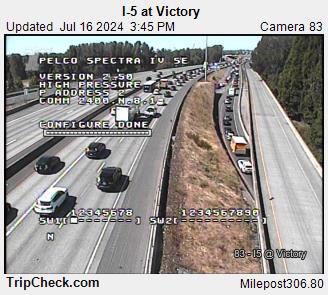 I-5 at Victory
Updated Jul 16 2024 3:45 PM Camera 83
PELCO SPECTRA IV SE
VERSION 2.50
HIGH PRESSURE
P ADDRESS 2
COMM 2400,N,8,1
CONFIGURE DONE
12345678 1234567890
SW1 SW2
N
83 - I5 @ Victory
TripCheck.com Milepost306.80